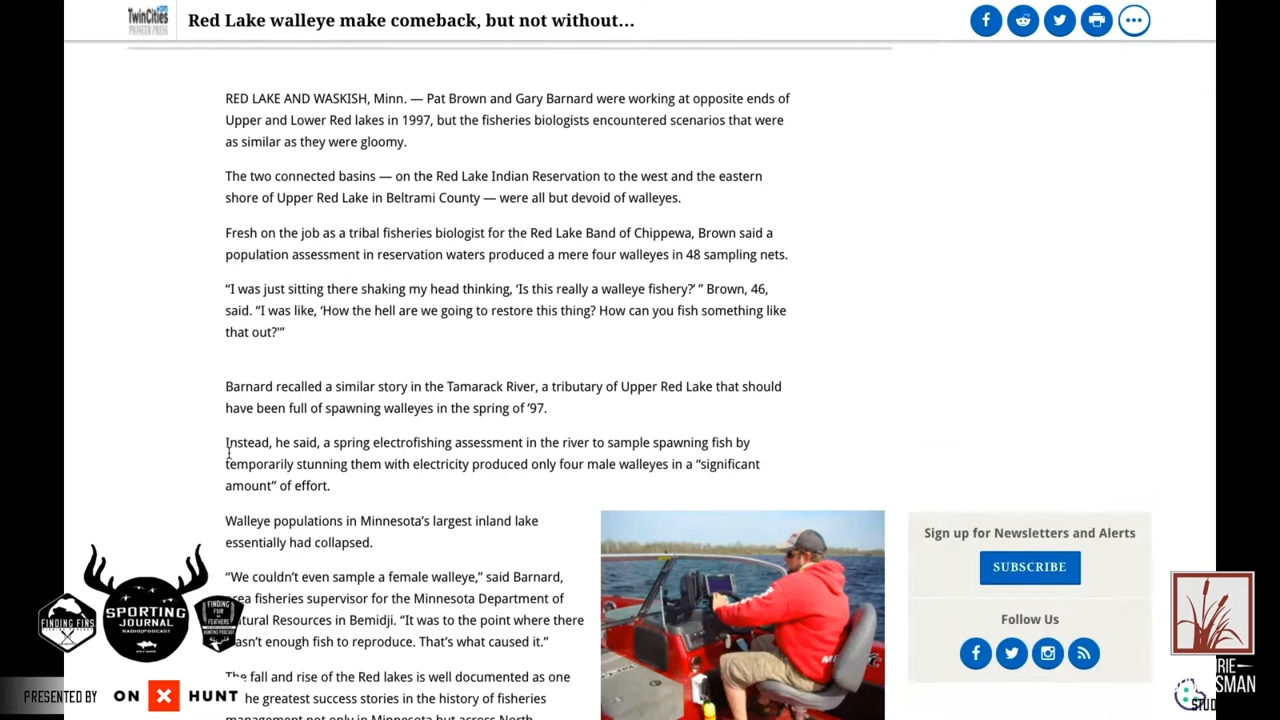 TwinCities
PIONEER PRESS
Red Lake walleye make comeback, but not without…
RED LAKE AND WASKISH, Minn. — Pat Brown and Gary Barnard were working at opposite ends of
Upper and Lower Red lakes in 1997, but the fisheries biologists encountered scenarios that were
as similar as they were gloomy.
The two connected basins — on the Red Lake Indian Reservation to the west and the eastern
shore of Upper Red Lake in Beltrami County — were all but devoid of walleyes.
Fresh on the job as a tribal fisheries biologist for the Red Lake Band of Chippewa, Brown said a
population assessment in reservation waters produced a mere four walleyes in 48 sampling nets.
“I was just sitting there shaking my head thinking, ‘Is this really a walleye fishery?’ ” Brown, 46,
said. “I was like, ‘How the hell are we going to restore this thing? How can you fish something like
that out?’”
Barnard recalled a similar story in the Tamarack River, a tributary of Upper Red Lake that should
have been full of spawning walleyes in the spring of ’97.
Instead, he said, a spring electrofishing assessment in the river to sample spawning fish by
temporarily stunning them with electricity produced only four male walleyes in a “significant
amount” of effort.
Walleye populations in Minnesota’s largest inland lake
essentially had collapsed.
“We couldn’t even sample a female walleye,” said Barnard,
area fisheries supervisor for the Minnesota Department of
atural Resources in Bemidji. “It was to the point where there
asn’t enough fish to reproduce. That’s what caused it.”
The fall and rise of the Red lakes is well documented as one
he greatest success stories in the history of fisheries
management not only in Minnesota but across North
Sign up for Newsletters and Alerts
SUBSCRIBE
Follow Us
FINDING FINS
SPORTING
JOURNAL
RADIO|PODCAST
FINDING FUR
FEATHERS
HUNTING PODCAST
PRESENTED BY
ON X HUNT
RIE
SMAN
STUD